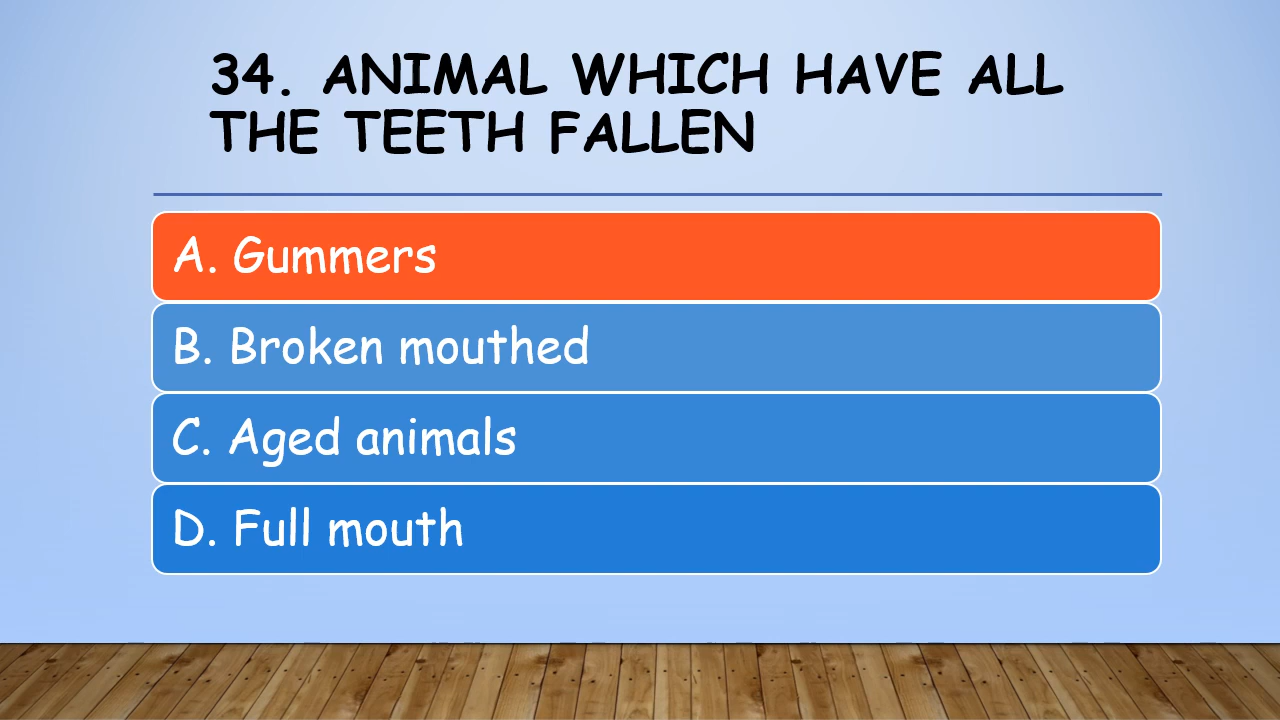 34. ANIMAL WHICH HAVE ALL
THE TEETH FALLEN
A. Gummers
B. Broken mouthed
C. Aged animals
D. Full mouth